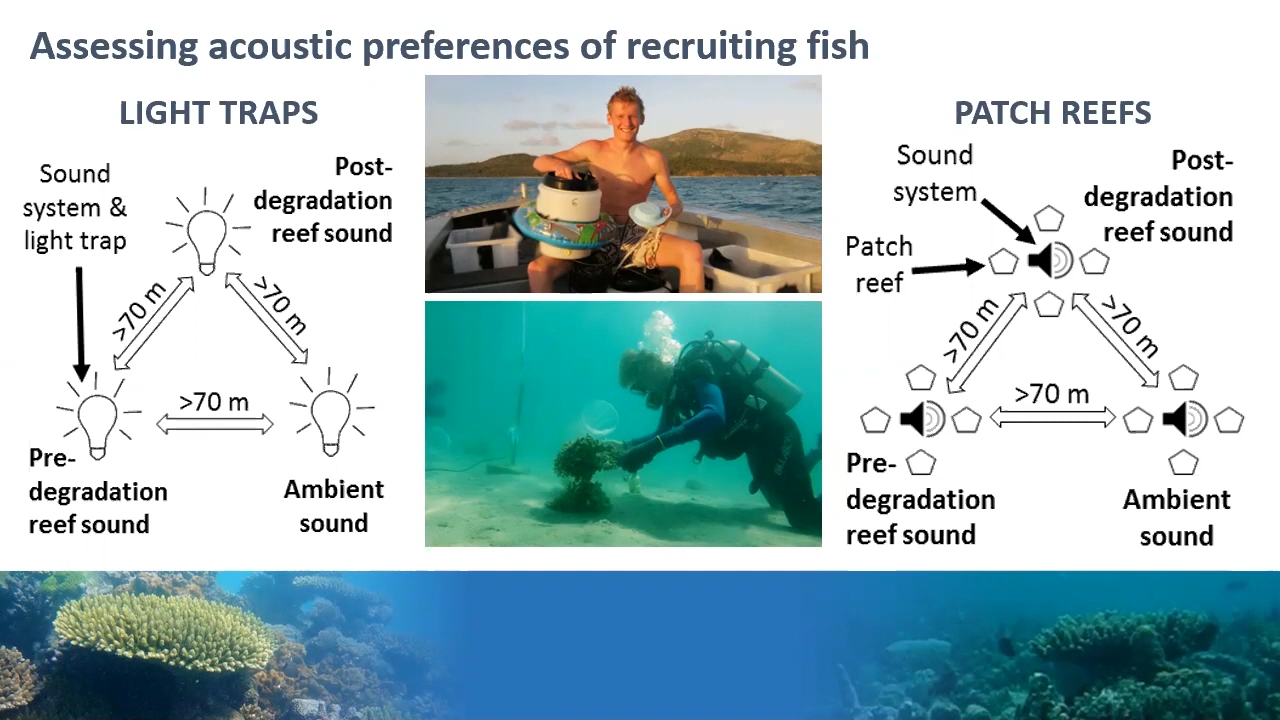 Assessing acoustic preferences of recruiting fish
LIGHT TRAPS
Sound
system &
light trap
Post-
degradation
reef sound
>70 m
>70 m
>70 m
Pre-
degradation
reef sound
Ambient
sound
PATCH REEFS
Sound
system
Patch
reef
Post-
degradation
reef sound
>70 m
>70 m
>70 m
Pre-
degradation
reef sound
Ambient
sound